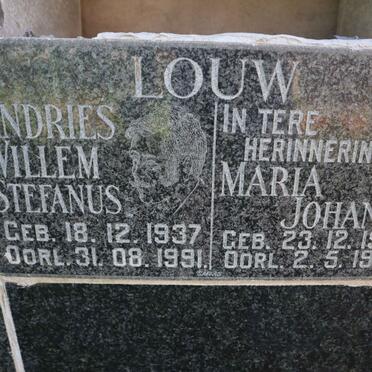 LOUW
NDRIES
WILLEM
STEFANUS
GEB. 18. 12. 1937
OORL. 31. 08. 1991.
IN TERE
HERINNERIN
MARIA
JOHAN
GEB. 23. 12. 19
OORL. 2. 5. 19